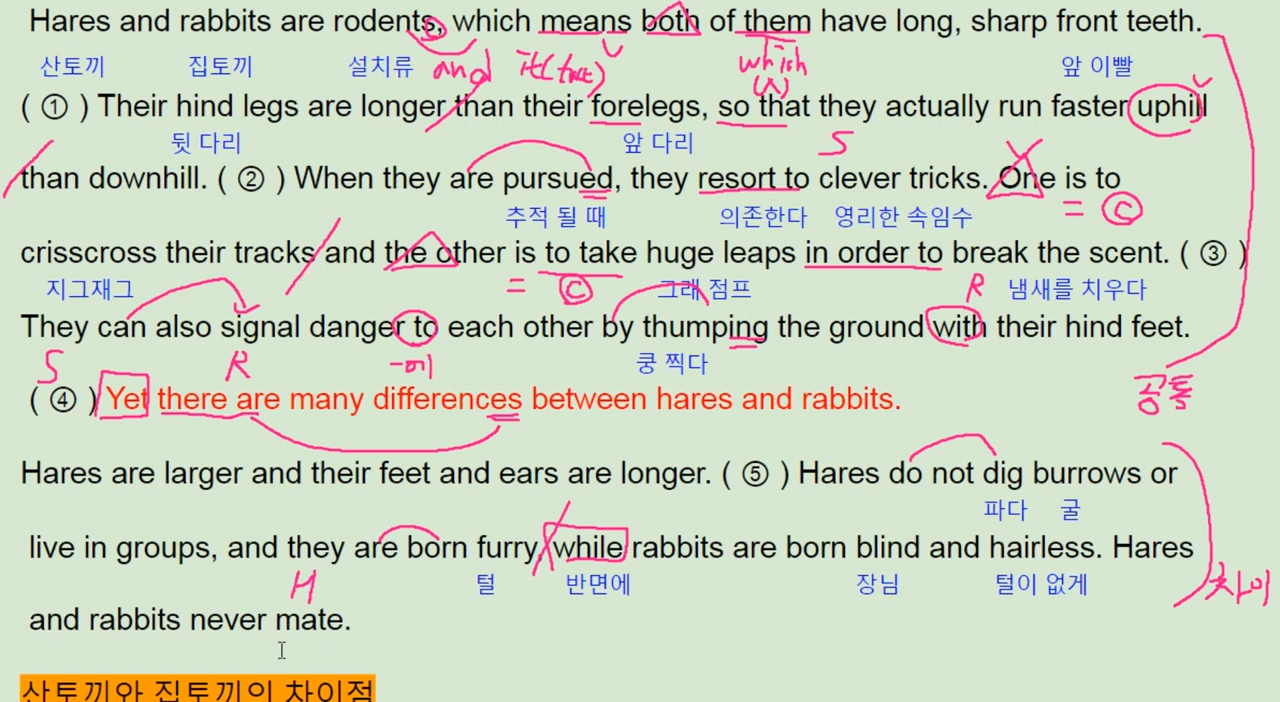 Hares and rabbits are rodents, which means both of them have long, sharp front teeth.
산토끼 집토끼 설치류 and it(fact) which (X) 앞 이빨
( ① ) Their hind legs are longer than their forelegs, so that they actually run faster uphill
뒷 다리 앞 다리 S
than downhill. ( ② ) When they are pursued, they resort to clever tricks. One is to
추적 될 때 의존한다 영리한 속임수 = C
crisscross their tracks and the other is to take huge leaps in order to break the scent. ( ③ )
지그재그 = C 그래 점프 R 냄새를 치우다
They can also signal danger to each other by thumping the ground with their hind feet.
S R -에 쿵 찍다
( ④ ) Yet there are many differences between hares and rabbits.
공통
Hares are larger and their feet and ears are longer. ( ⑤ ) Hares do not dig burrows or
파다 굴
live in groups, and they are born furry, while rabbits are born blind and hairless. Hares
H 털 반면에 장님 털이 없게 차이
and rabbits never mate.
산토끼와 집토끼의 차이점